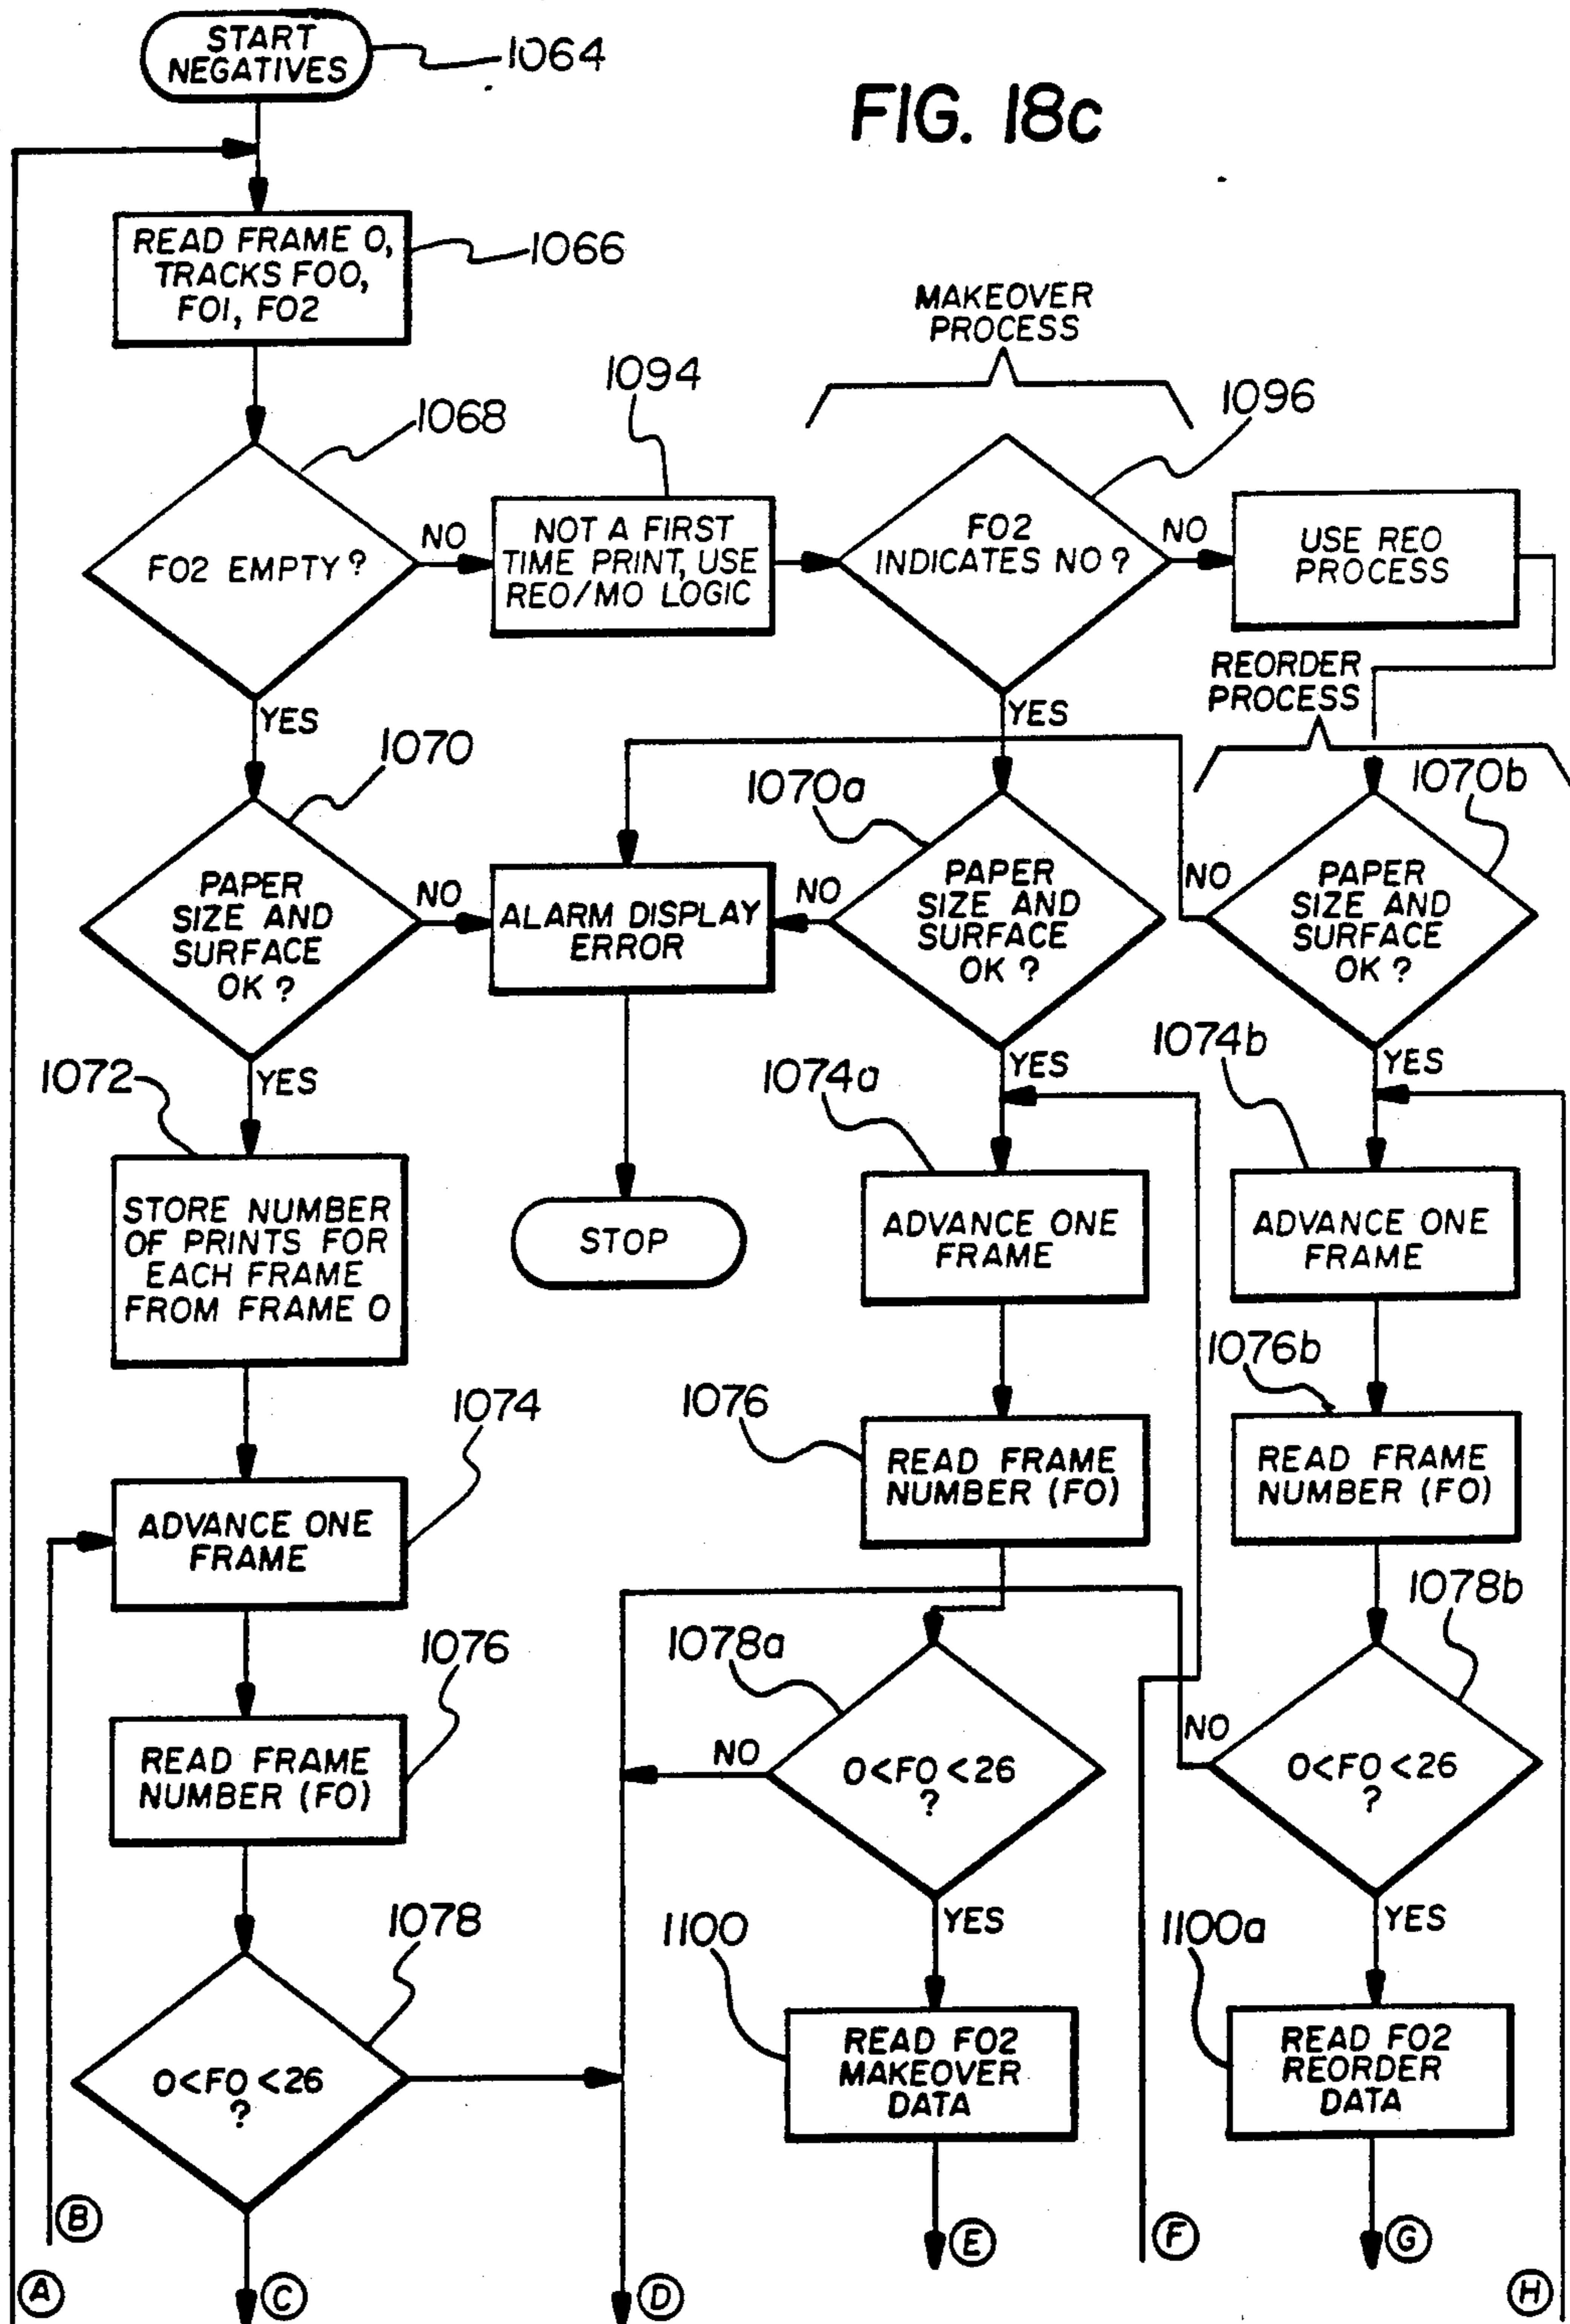 START
NEGATIVES
1064
FIG. 18c
READ FRAME 0,
TRACKS F00,
F01, F02
1066
MAKEOVER
PROCESS
1068
1094
1096
F02 EMPTY?
NO
NOT A FIRST
TIME PRINT, USE
REO/MO LOGIC
F02
INDICATES NO?
NO
USE REO
PROCESS
YES
YES
REORDER
PROCESS
1070
1070a
1070b
PAPER
SIZE AND
SURFACE
OK?
NO
ALARM DISPLAY
ERROR
NO
PAPER
SIZE AND
SURFACE
OK?
NO
PAPER
SIZE AND
SURFACE
OK?
1072
YES
1074a
YES
1074b
YES
STORE NUMBER
OF PRINTS FOR
EACH FRAME
FROM FRAME 0
STOP
ADVANCE ONE
FRAME
ADVANCE ONE
FRAME
1074
1076
1076b
ADVANCE ONE
FRAME
READ FRAME
NUMBER (FO)
READ FRAME
NUMBER (FO)
1076
1078a
1078b
READ FRAME
NUMBER (FO)
NO
0<FO<26
?
NO
0<FO<26
?
1078
1100
YES
1100a
YES
0<FO<26
?
READ F02
MAKEOVER
DATA
READ F02
REORDER
DATA
B
E
F
G
A
C
D
H